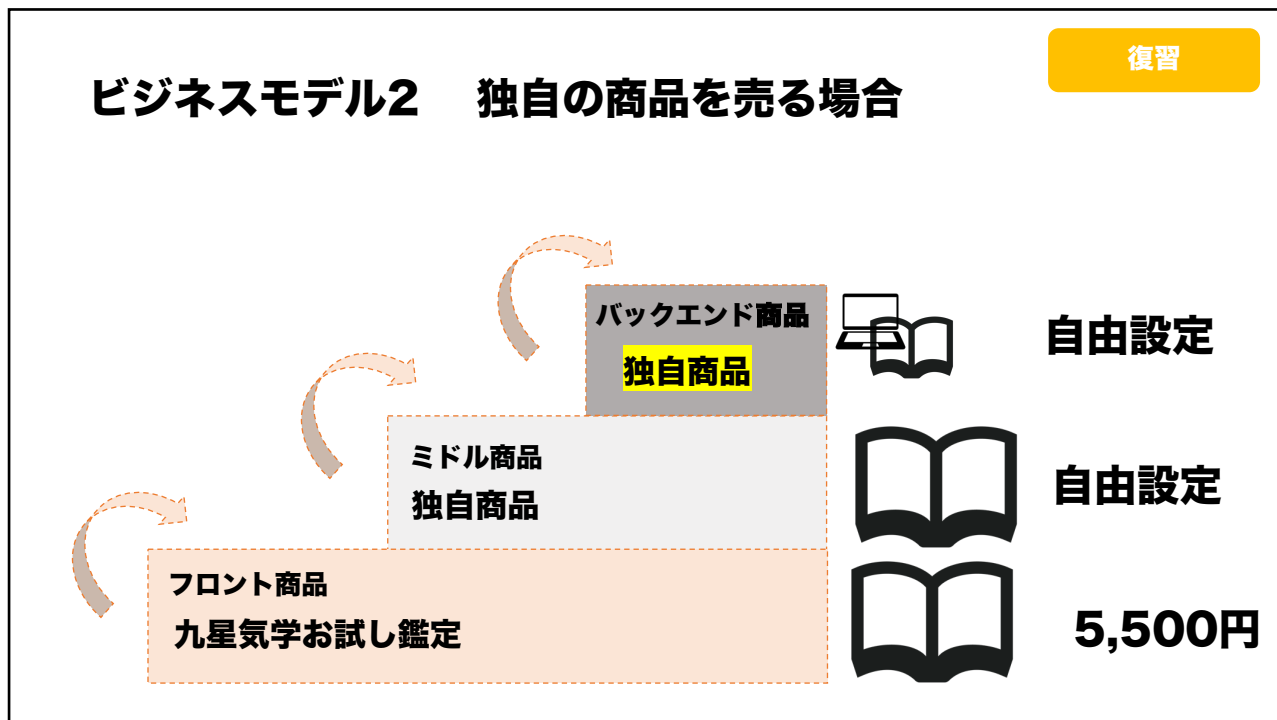 復習
ビジネスモデル2 独自の商品を売る場合
バックエンド商品
独自商品
自由設定
ミドル商品
独自商品
自由設定
フロント商品
九星気学お試し鑑定
5,500円